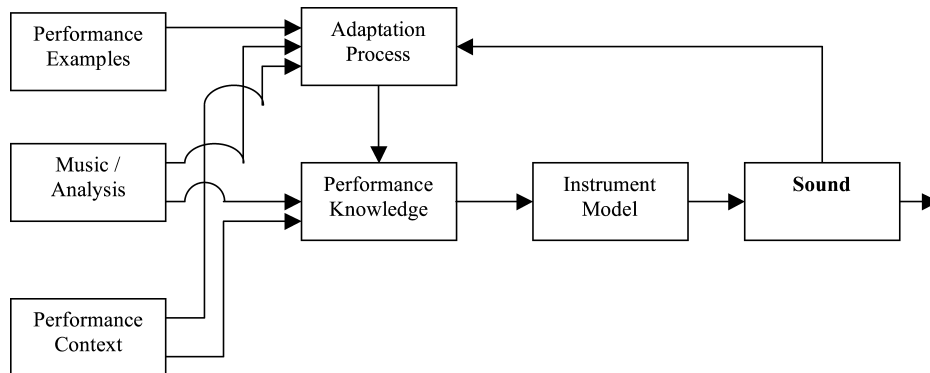 Performance
Examples
Adaptation
Process
Music /
Analysis
Performance
Knowledge
Instrument
Model
Sound
Performance
Context